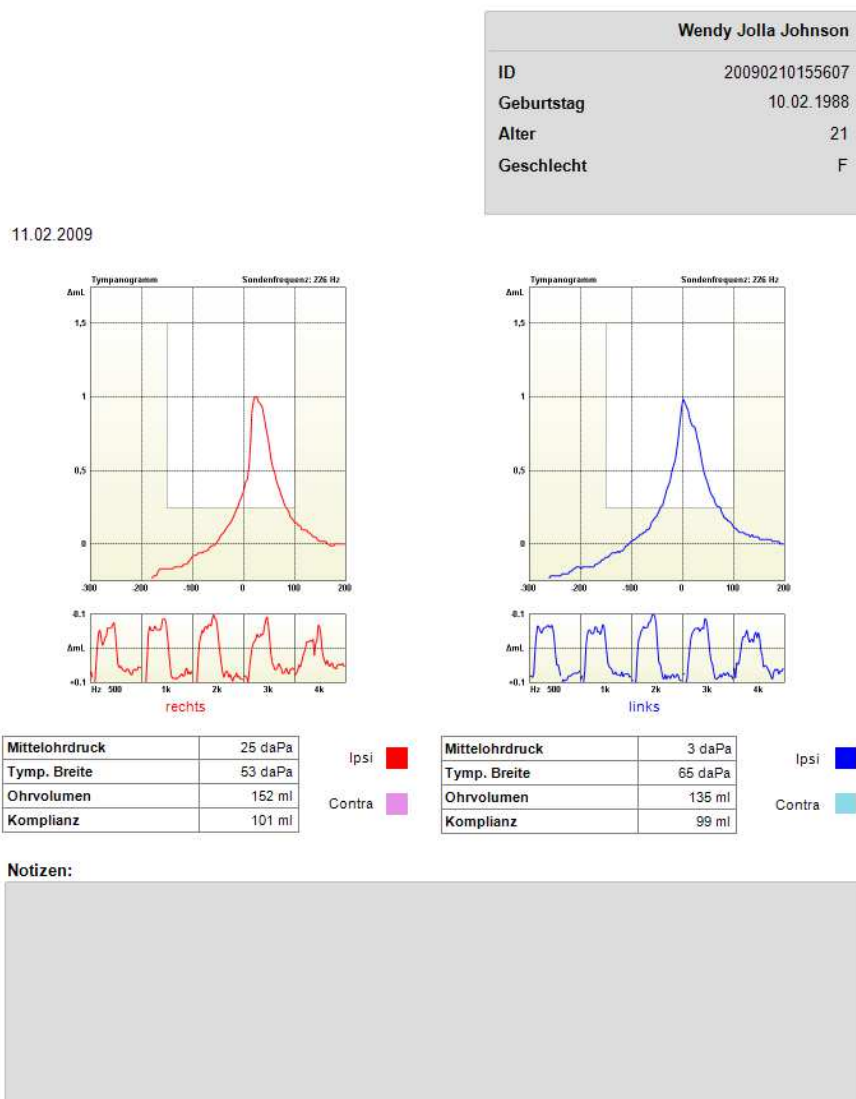 Wendy Jolla Johnson
ID 20090210155607
Geburtstag 10.02.1988
Alter 21
Geschlecht F
11.02.2009
Tympanogramm Sondenfrequenz: 226 Hz
ΔmL
1,5
1
0,5
0
-300 -200 -100 0 100 200
-0.1
ΔmL
+0.1
Hz 500 1k 2k 3k 4k
rechts
Tympanogramm Sondenfrequenz: 226 Hz
ΔmL
1,5
1
0,5
0
-300 -200 -100 0 100 200
-0.1
ΔmL
+0.1
Hz 500 1k 2k 3k 4k
links
Mittelohrdruck 25 daPa
Tymp. Breite 53 daPa
Ohrvolumen 152 ml
Komplianz 101 ml
Ipsi
Contra
Mittelohrdruck 3 daPa
Tymp. Breite 65 daPa
Ohrvolumen 135 ml
Komplianz 99 ml
Ipsi
Contra
Notizen: